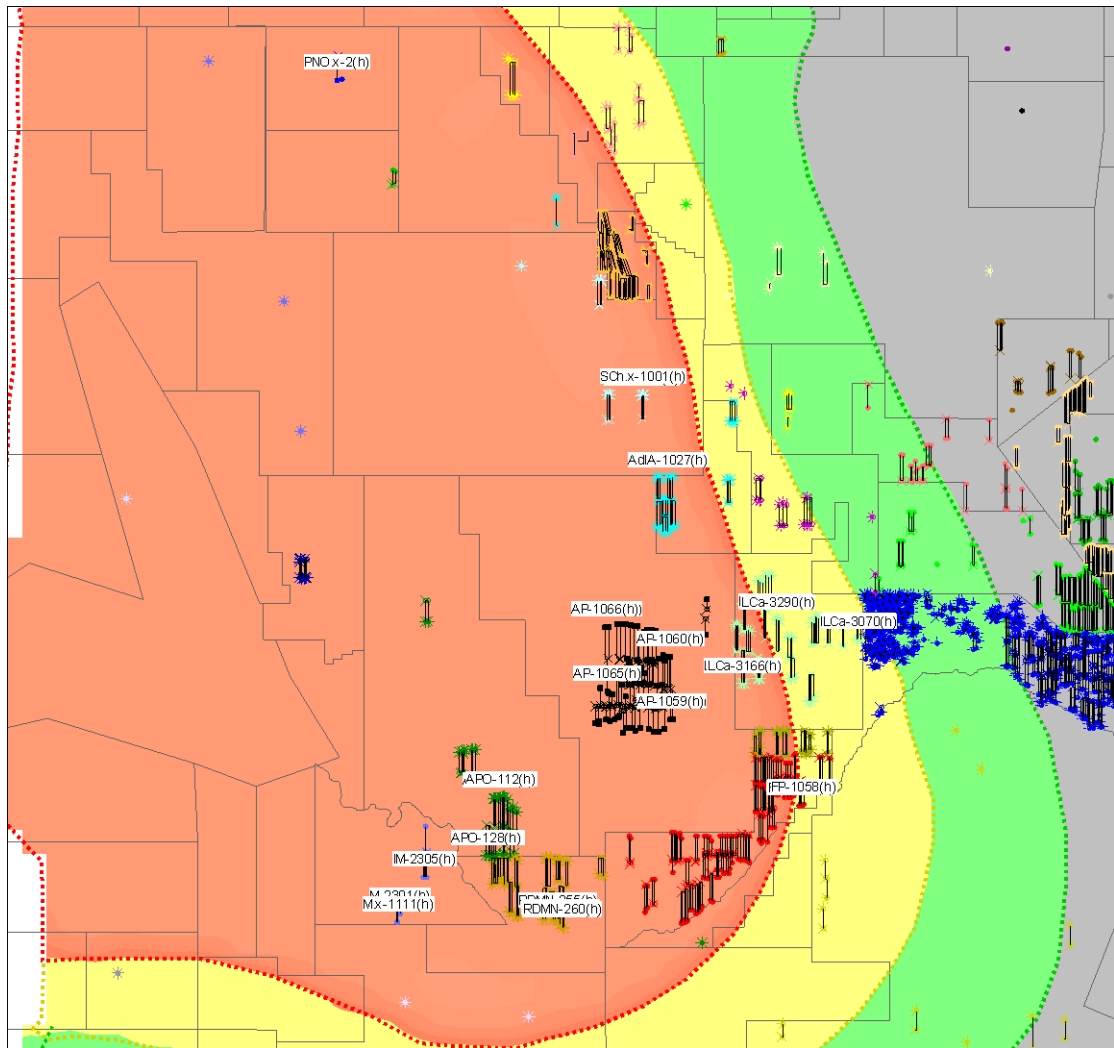 PNO.x-2(h)
SCh.x-1001(h)
AdlA-1027(h)
AP-1066(h)
ILCa-3290(h)
AP-1060(h)
ILCa-3070(h)
AP-1065(h)
ILCa-3166(h)
AP-1059(h)
APO-112(h)
fFP-1058(h)
APO-128(h)
IM-2305(h)
Mx-1111(h)
RDMN-260(h)